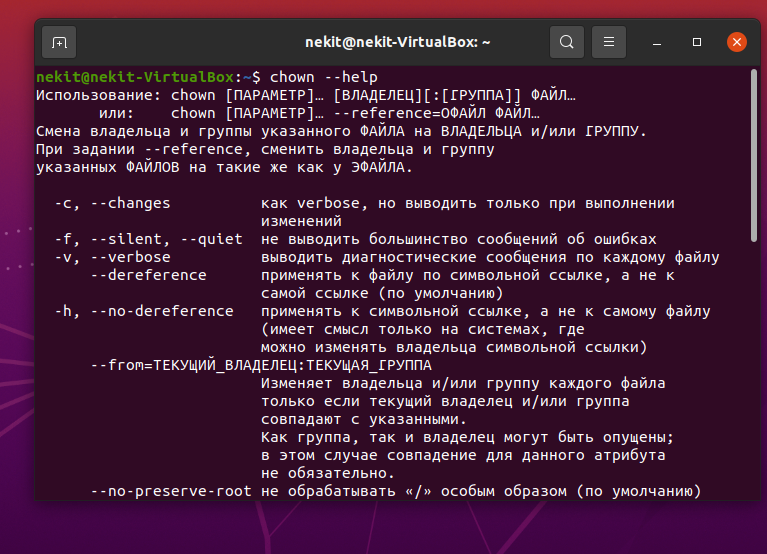 nekit@nekit-VirtualBox: ~
nekit@nekit-VirtualBox:~$ chown --help
Использование: chown [ПАРАМЕТР]… [ВЛАДЕЛЕЦ][:[ГРУППА]] ФАЙЛ…
или: chown [ПАРАМЕТР]… --reference=ОФАЙЛ ФАЙЛ…
Смена владельца и группы указанного ФАЙЛА на ВЛАДЕЛЬЦА и/или ГРУППУ.
При задании --reference, сменить владельца и группу
указанных ФАЙЛОВ на такие же как у ЭФАЙЛА.
-c, --changes как verbose, но выводить только при выполнении
изменений
-f, --silent, --quiet не выводить большинство сообщений об ошибках
-v, --verbose выводить диагностические сообщения по каждому файлу
--dereference применять к файлу по символьной ссылке, а не к
самой ссылке (по умолчанию)
-h, --no-dereference применять к символьной ссылке, а не к самому файлу
(имеет смысл только на системах, где
можно изменять владельца символьной ссылки)
--from=ТЕКУЩИЙ_ВЛАДЕЛЕЦ:ТЕКУЩАЯ_ГРУППА
Изменяет владельца и/или группу каждого файла
только если текущий владелец и/или группа
совпадают с указанными.
Как группа, так и владелец могут быть опущены;
в этом случае совпадение для данного атрибута
не обязательно.
--no-preserve-root не обрабатывать «/» особым образом (по умолчанию)